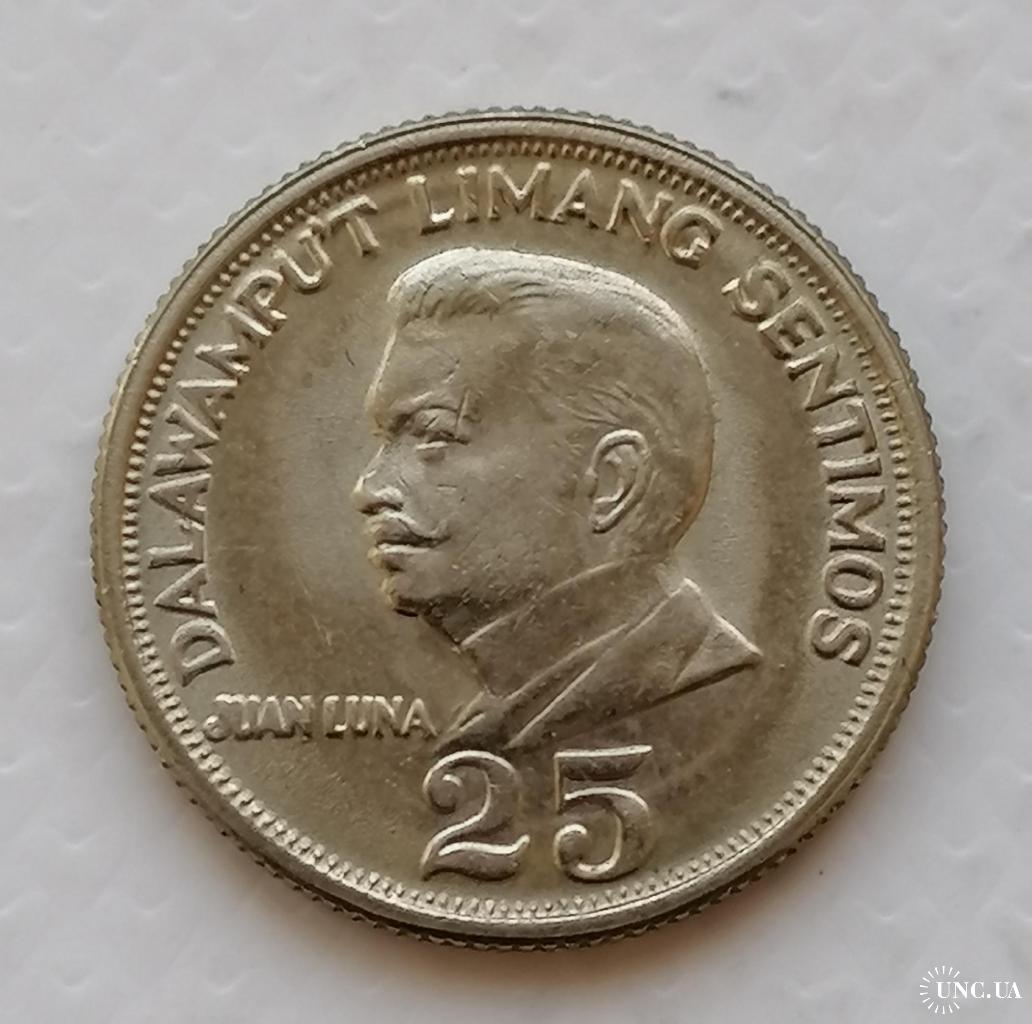 DALAWAMPU'T LIMANG SENTIMOS
JUAN LUNA
25
UNC.UA